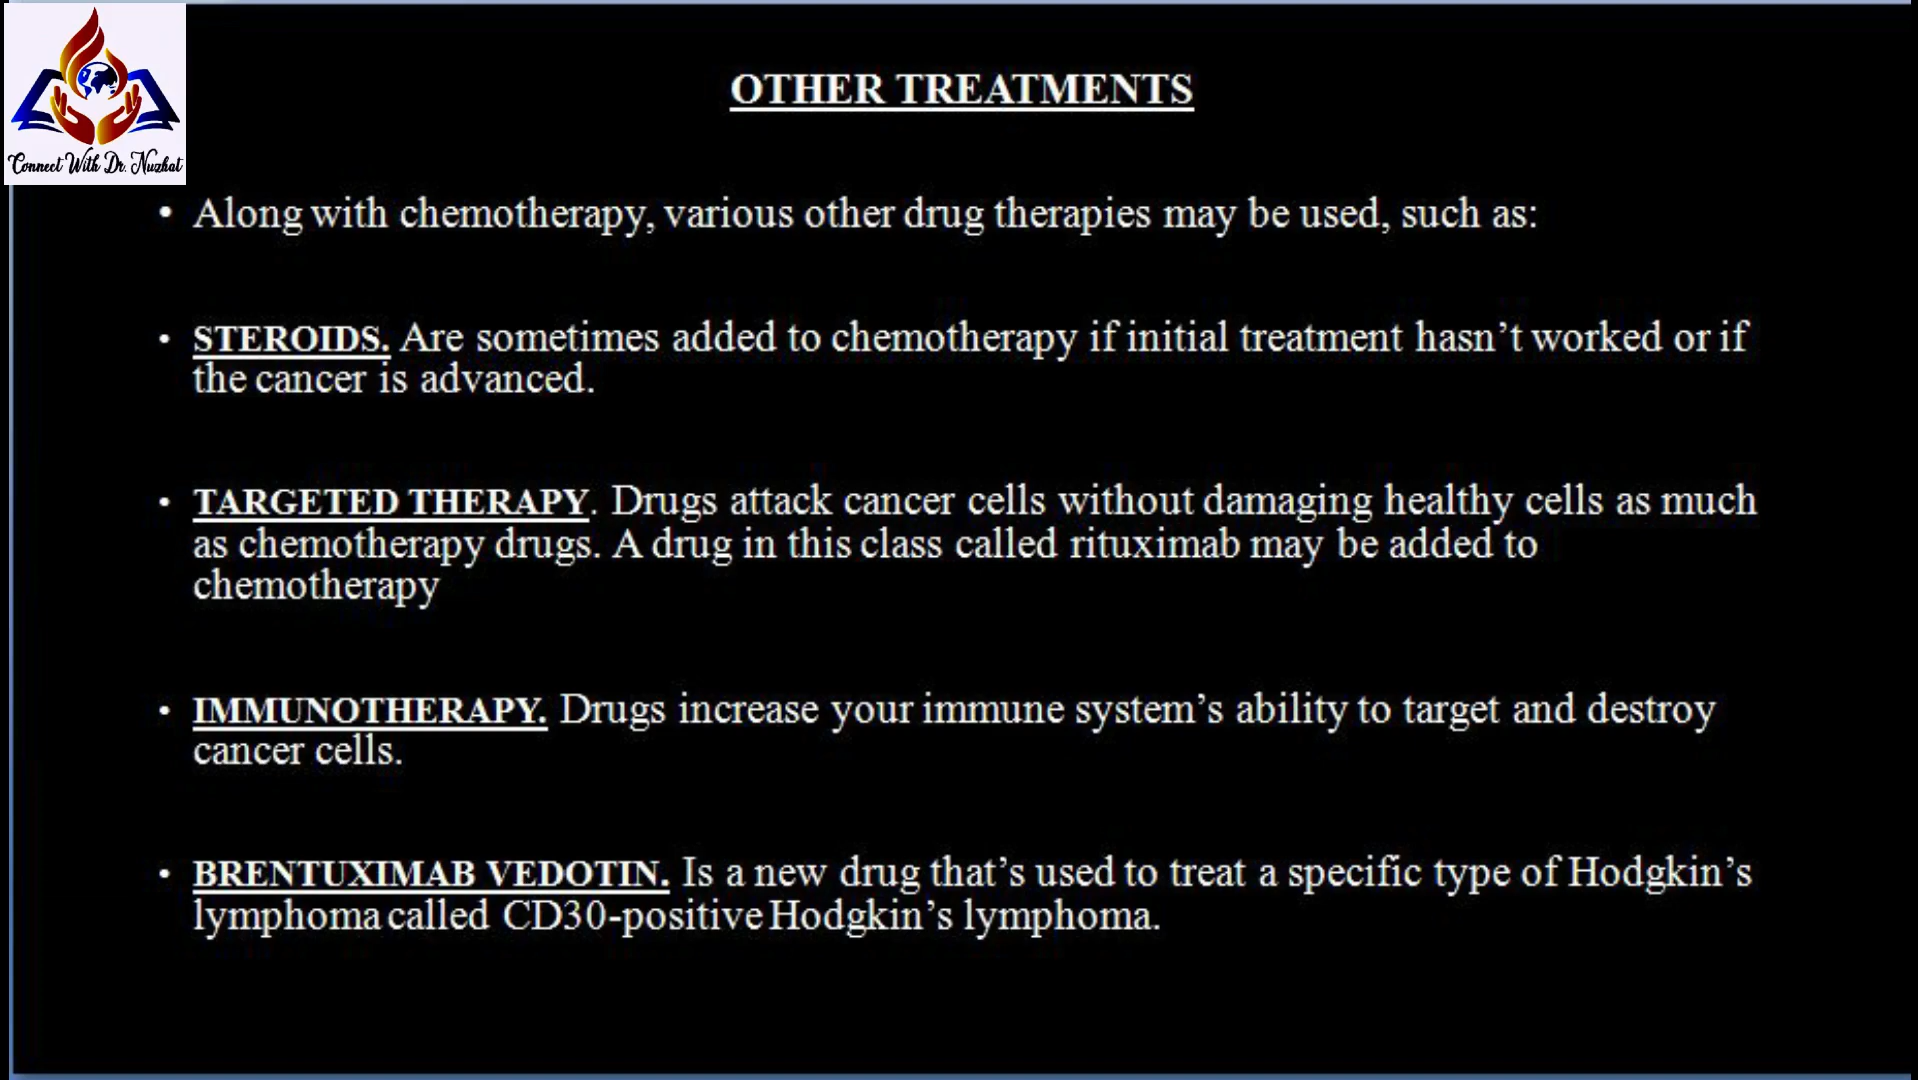 Connect With Dr. Nuzhat
OTHER TREATMENTS
• Along with chemotherapy, various other drug therapies may be used, such as:
• STEROIDS. Are sometimes added to chemotherapy if initial treatment hasn’t worked or if
the cancer is advanced.
• TARGETED THERAPY. Drugs attack cancer cells without damaging healthy cells as much
as chemotherapy drugs. A drug in this class called rituximab may be added to
chemotherapy
• IMMUNOTHERAPY. Drugs increase your immune system’s ability to target and destroy
cancer cells.
• BRENTUXIMAB VEDOTIN. Is a new drug that’s used to treat a specific type of Hodgkin’s
lymphoma called CD30-positive Hodgkin’s lymphoma.